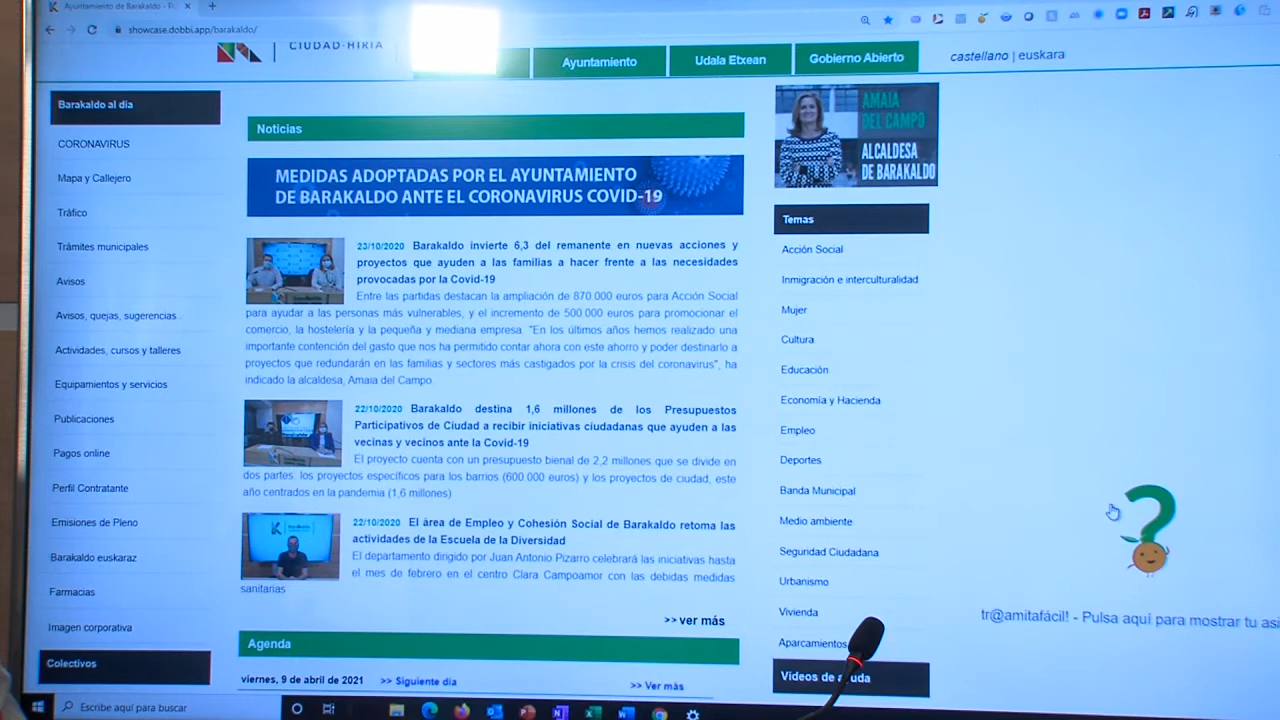 Ayuntamiento de Barakaldo - P
showcase.dobbi.app/barakaldo/
CIUDAD-HIRIA
Ayuntamiento
Udala Etxean
Gobierno Abierto
castellano | euskara
Barakaldo al día
CORONAVIRUS
Mapa y Callejero
Tráfico
Trámites municipales
Avisos
Avisos, quejas, sugerencias
Actividades, cursos y talleres
Equipamientos y servicios
Publicaciones
Pagos online
Perfil Contratante
Emisiones de Pleno
Barakaldo euskaraz
Farmacias
Imagen corporativa
Colectivos
Noticias
MEDIDAS ADOPTADAS POR EL AYUNTAMIENTO
DE BARAKALDO ANTE EL CORONAVIRUS COVID-19
23/10/2020 Barakaldo invierte 6,3 del remanente en nuevas acciones y
proyectos que ayuden a las familias a hacer frente a las necesidades
provocadas por la Covid-19
Entre las partidas destacan la ampliación de 870.000 euros para Acción Social
para ayudar a las personas más vulnerables, y el incremento de 500.000 euros para promocionar el
comercio, la hostelería y la pequeña y mediana empresa. "En los últimos años hemos realizado una
importante contención del gasto que nos ha permitido contar ahora con este ahorro y poder destinarlo a
proyectos que redundarán en las familias y sectores más castigados por la crisis del coronavirus", ha
indicado la alcaldesa, Amaia del Campo.
22/10/2020 Barakaldo destina 1,6 millones de los Presupuestos
Participativos de Ciudad a recibir iniciativas ciudadanas que ayuden a las
vecinas y vecinos ante la Covid-19
El proyecto cuenta con un presupuesto bienal de 2,2 millones que se divide en
dos partes: los proyectos específicos para los barrios (600.000 euros) y los proyectos de ciudad, este
año centrados en la pandemia (1,6 millones)
22/10/2020 El área de Empleo y Cohesión Social de Barakaldo retoma las
actividades de la Escuela de la Diversidad
El departamento dirigido por Juan Antonio Pizarro celebrará las iniciativas hasta
el mes de febrero en el centro Clara Campoamor con las debidas medidas
sanitarias
>> ver más
Agenda
viernes, 9 de abril de 2021 >> Siguiente día
>> Ver más
AMAIA
DEL CAMPO
ALCALDESA
DE BARAKALDO
Temas
Acción Social
Inmigración e interculturalidad
Mujer
Cultura
Educación
Economía y Hacienda
Empleo
Deportes
Banda Municipal
Medio ambiente
Seguridad Ciudadana
Urbanismo
Vivienda
Aparcamientos
Videos de ayuda
tr@amitafácil! - Pulsa aquí para mostrar tu asi
Escribe aquí para buscar